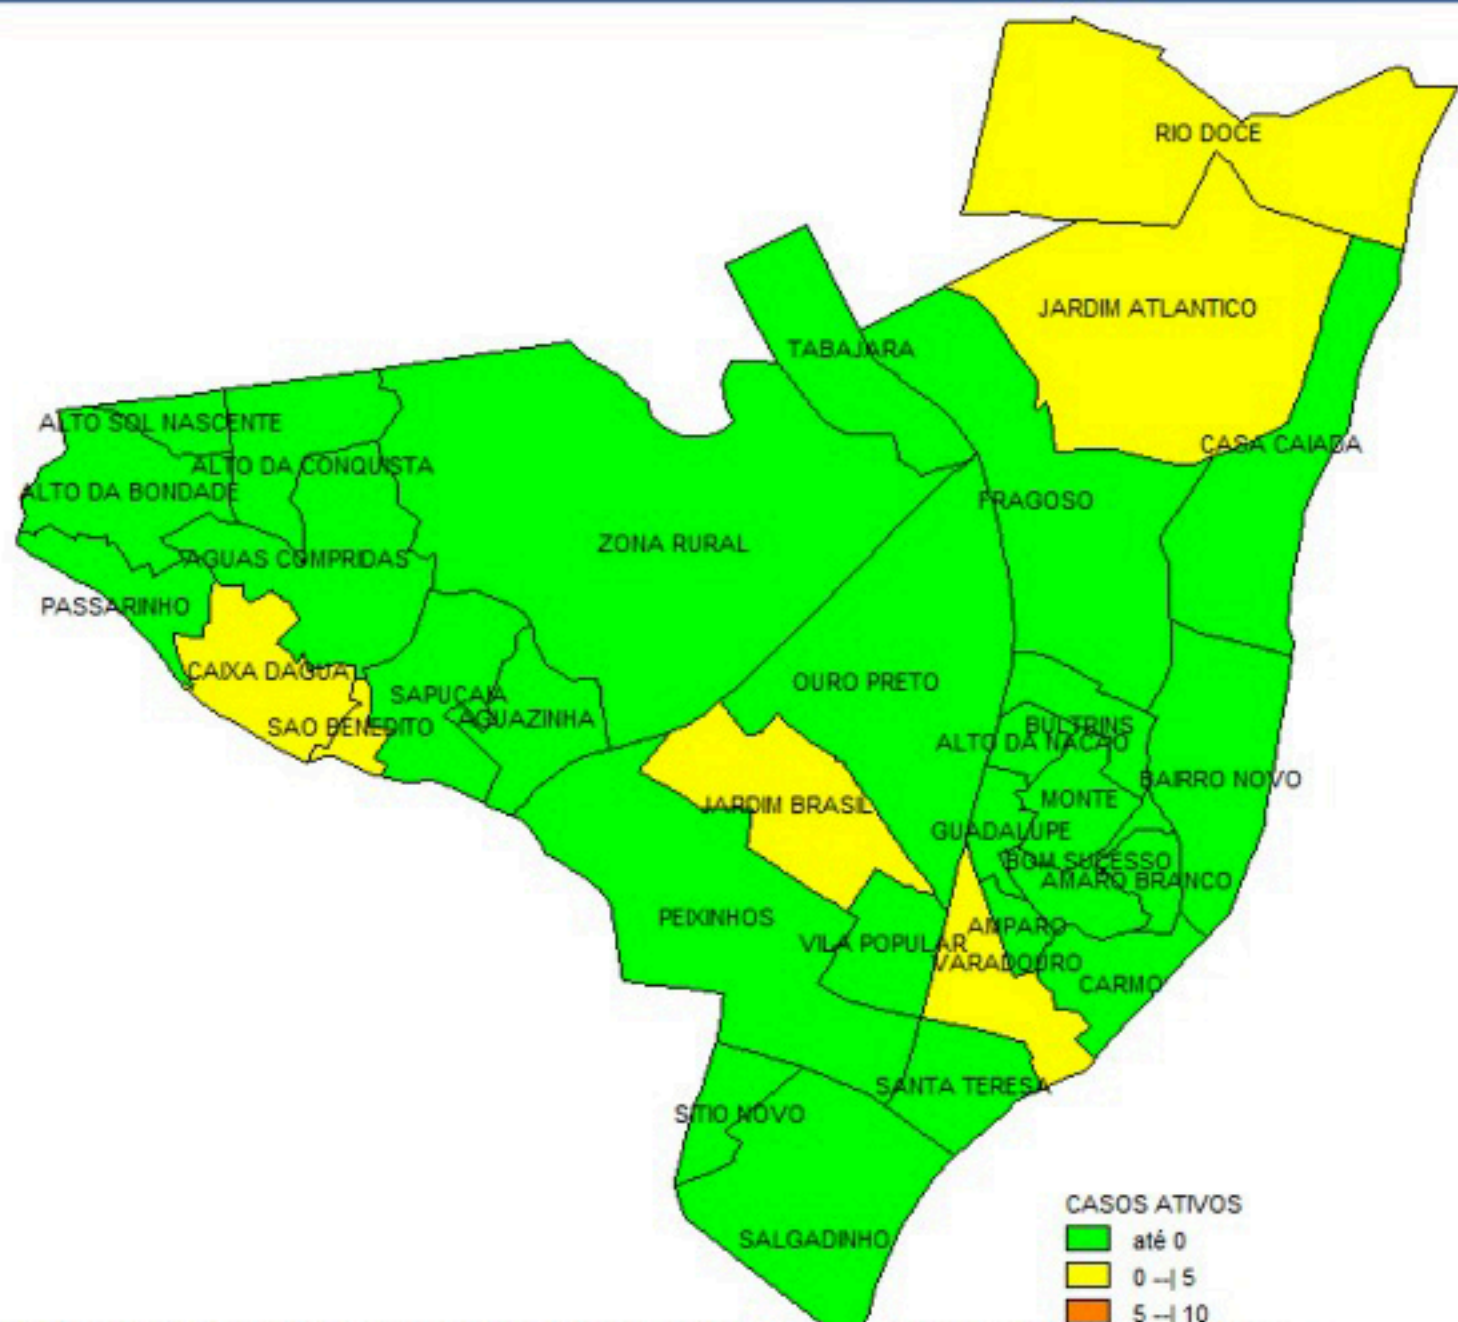 RIO DOCE
JARDIM ATLANTICO
TABAJARA
ALTO SOL NASCENTE
CASA CAIADA
ALTO DA CONQUISTA
ALTO DA BONDADE
FRAGOSO
ZONA RURAL
AGUAS COMPRIDAS
PASSARINHO
CAIXA DAGUA
OURO PRETO
SAPUCAIA
AGUAZINHA
SAO BENEDITO
BULTRINS
ALTO DA NACAO
BAIRRO NOVO
MONTE
JARDIM BRASIL
GUADALUPE
BOM SUCESSO
AMARO BRANCO
PEIXINHOS
AMPARO
VILA POPULAR
VARADOURO
CARMO
SANTA TERESA
SITIO NOVO
SALGADINHO
CASOS ATIVOS
até 0
0 --| 5
5 --| 10